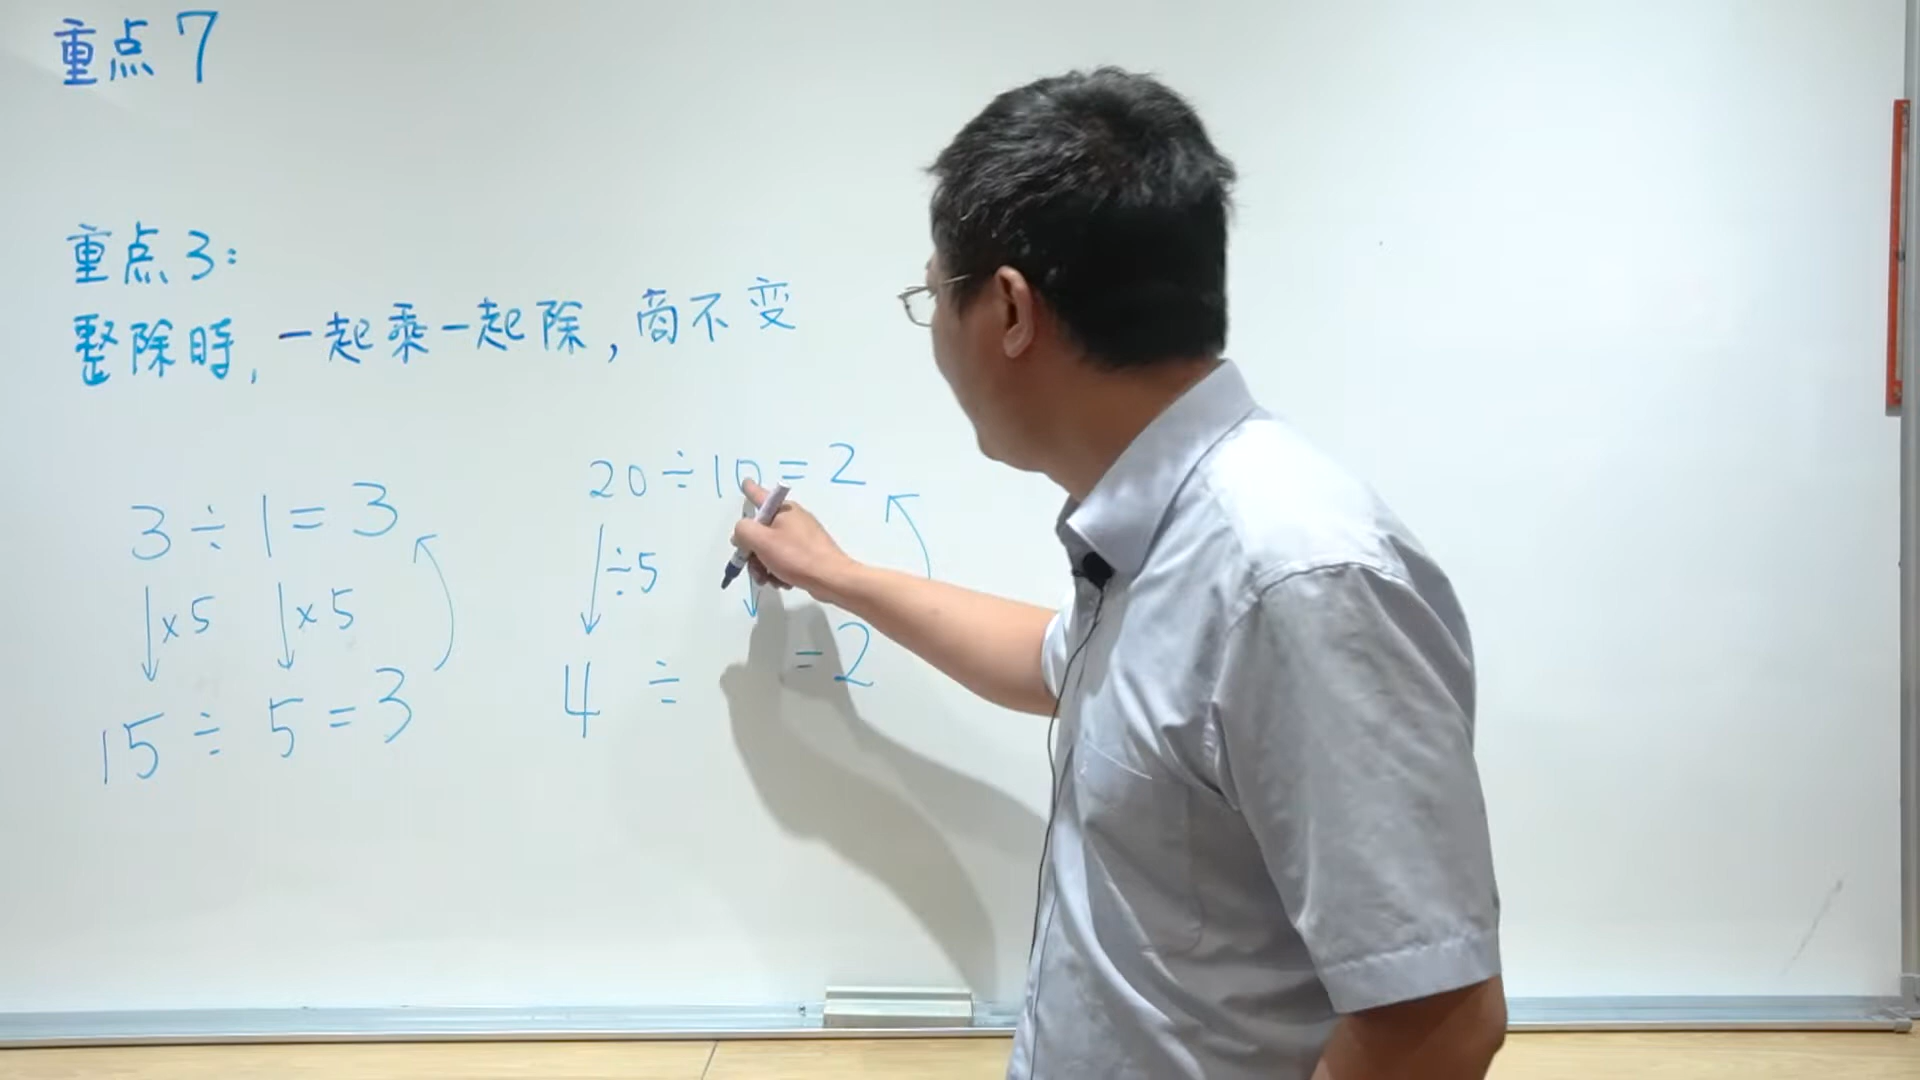 重点7
重点3:
整除時,一起乘一起除,商不变
3÷1=3
×5 ×5
15÷5=3
20÷10=2
÷5
4÷ =2